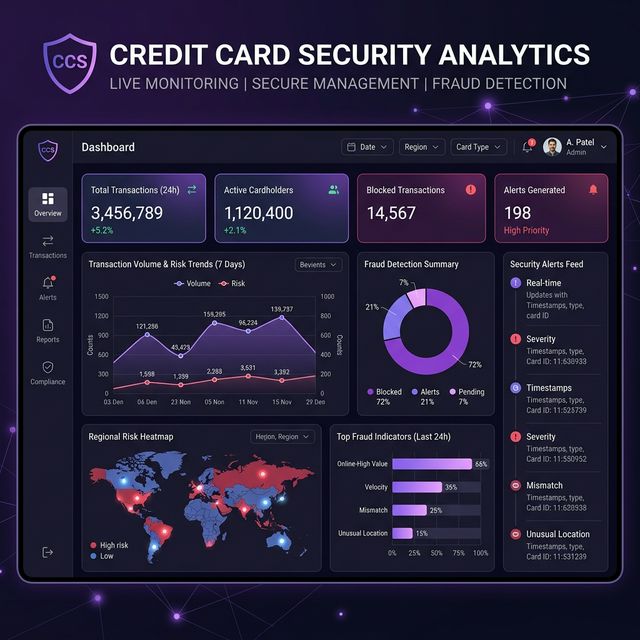 CCS
CREDIT CARD SECURITY ANALYTICS
LIVE MONITORING | SECURE MANAGEMENT | FRAUD DETECTION
CCS
Dashboard
Date
Region
Card Type
A. Patel
Admin
Overview
Transactions
Alerts
Reports
Compliance
Total Transactions (24h)
3,456,789
+5.2%
Active Cardholders
1,120,400
+2.1%
Blocked Transactions
14,567
Alerts Generated
198
High Priority
Transaction Volume & Risk Trends (7 Days)
Bevients
Volume
Risk
1500
1200
900
600
300
0
Counts
1000
800
600
400
200
0
Counts
121,286
43,423
159,295
96,224
139,737
1,598
1,339
2,288
3,531
3,392
03 Den
06 Den
23 Non
05 Non
11 Nov
15 Nov
29 Den
Fraud Detection Summary
7%
21%
72%
Blocked
72%
Alerts
21%
Pending
7%
Security Alerts Feed
Real-time
Updates with
Timestamps, type,
card ID
Severity
Timestamps, type,
Card ID: 11:538933
Timestamps
Timestamps, type,
Card ID: 11:525739
Severity
Timestamps, type,
Card ID: 11:550952
Mismatch
Timestamps, type,
Card ID: 11:628938
Unusual Location
Timestamps, type,
Card ID: 11:531239
Regional Risk Heatmap
Region
High risk
Low
Top Fraud Indicators (Last 24h)
Online-High Value
65%
Velocity
35%
Mismatch
25%
Unusual Location
15%
0%
25%
50%
75%
100%